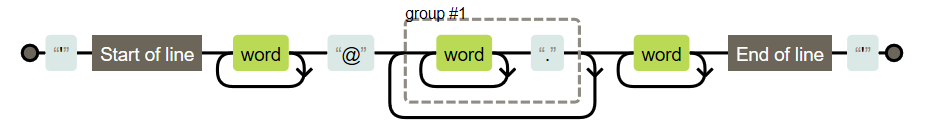 group #1
“'” Start of line word “@” word “.” word End of line “'”